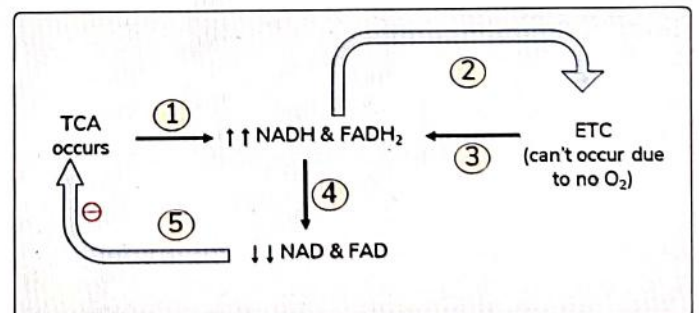 2
1
TCA
occurs
↑↑ NADH & FADH₂
ETC
(can't occur due
to no O₂)
3
4
⊖
5
↓↓ NAD & FAD